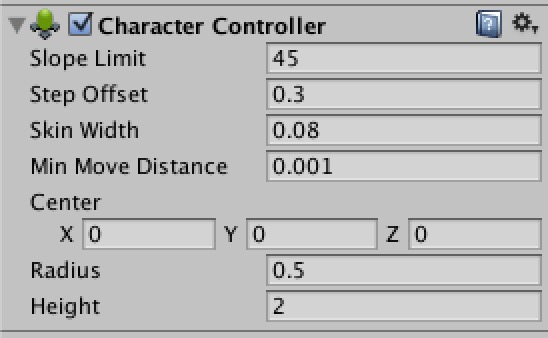 Character Controller
Slope Limit 45
Step Offset 0.3
Skin Width 0.08
Min Move Distance 0.001
Center
X 0 Y 0 Z 0
Radius 0.5
Height 2